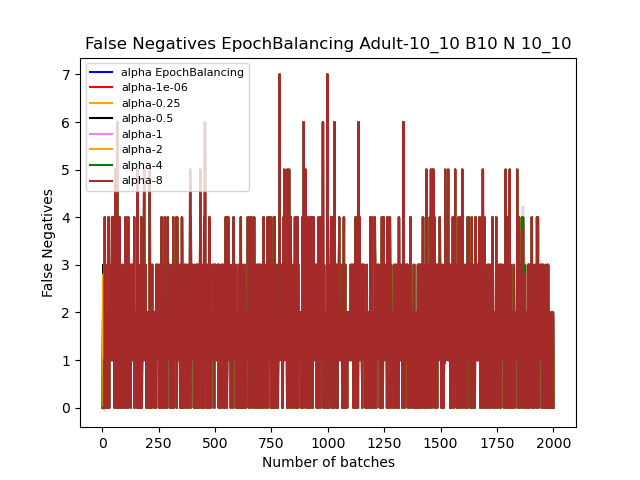 False Negatives EpochBalancing Adult-10_10 B10 N 10_10
alpha EpochBalancing
alpha-1e-06
alpha-0.25
alpha-0.5
alpha-1
alpha-2
alpha-4
alpha-8
False Negatives
7
6
5
4
3
2
1
0
0 250 500 750 1000 1250 1500 1750 2000
Number of batches